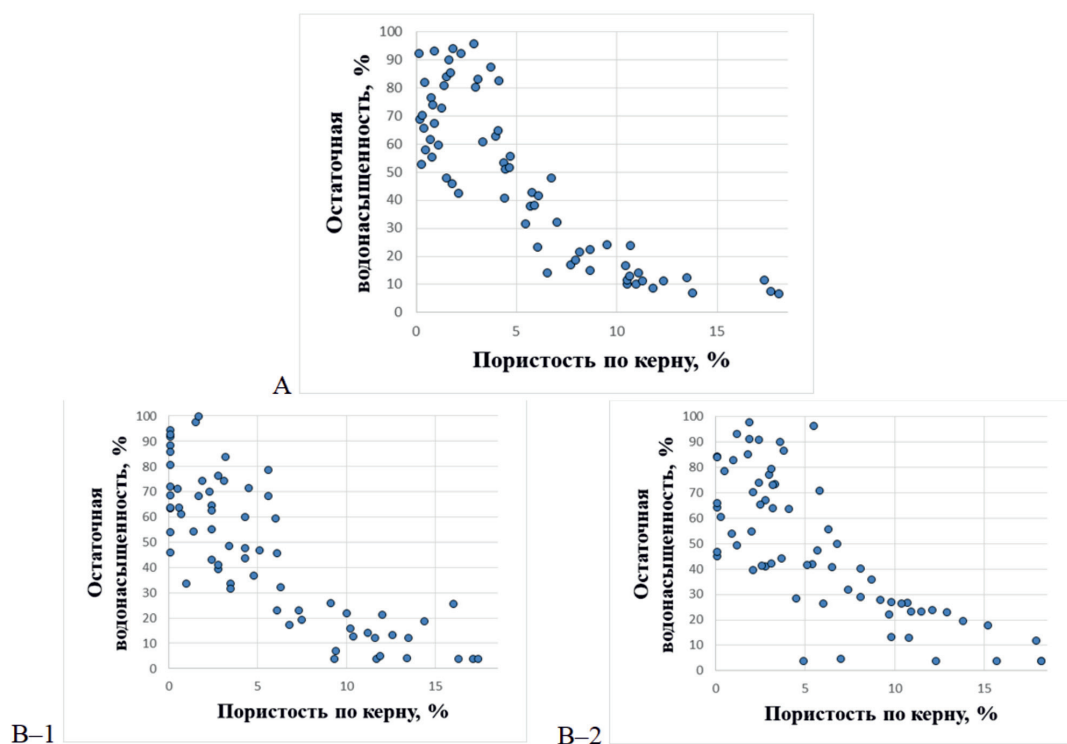 100
90
80
70
60
50
40
30
20
10
0
Остаточная
водонасыщенность, %
0 5 10 15
Пористость по керну, %
А
100
90
80
70
60
50
40
30
20
10
0
Остаточная
водонасыщенность, %
0 5 10 15
Пористость по керну, %
В–1
100
90
80
70
60
50
40
30
20
10
0
Остаточная
водонасыщенность, %
0 5 10 15
Пористость по керну, %
В–2